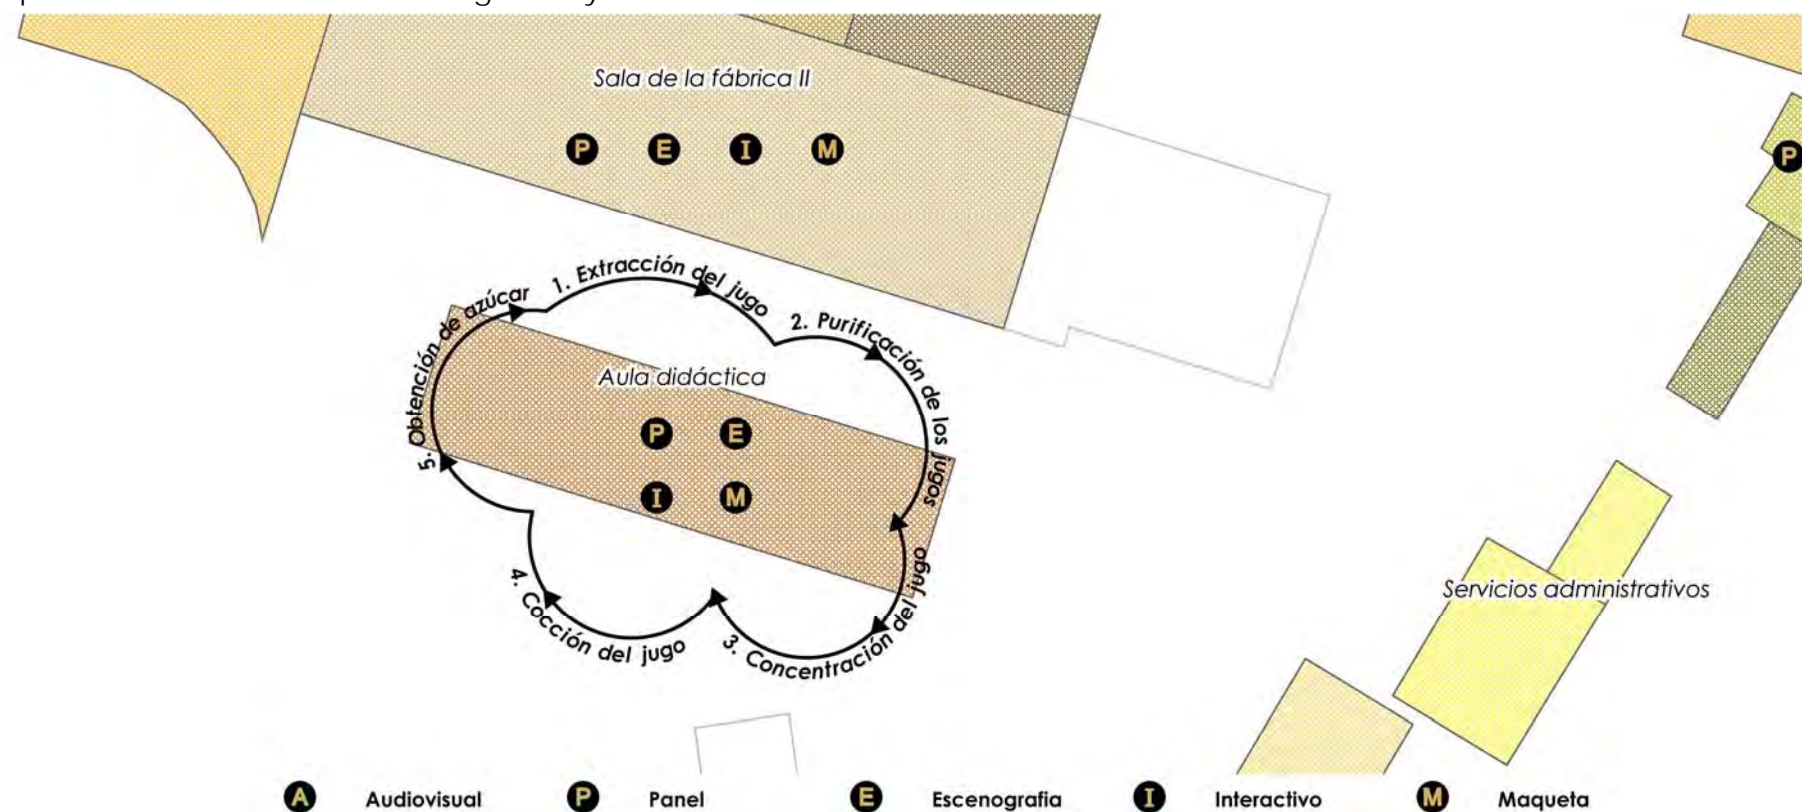 Sala de la fábrica II
P E I M
P
1. Extracción del jugo
2. Purificación de los jugos
5. Obtención de azúcar
Aula didáctica
P E
I M
3. Concentración del jugo
4. Cocción del jugo
Servicios administrativos
A Audiovisual P Panel E Escenografia I Interactivo M Maqueta